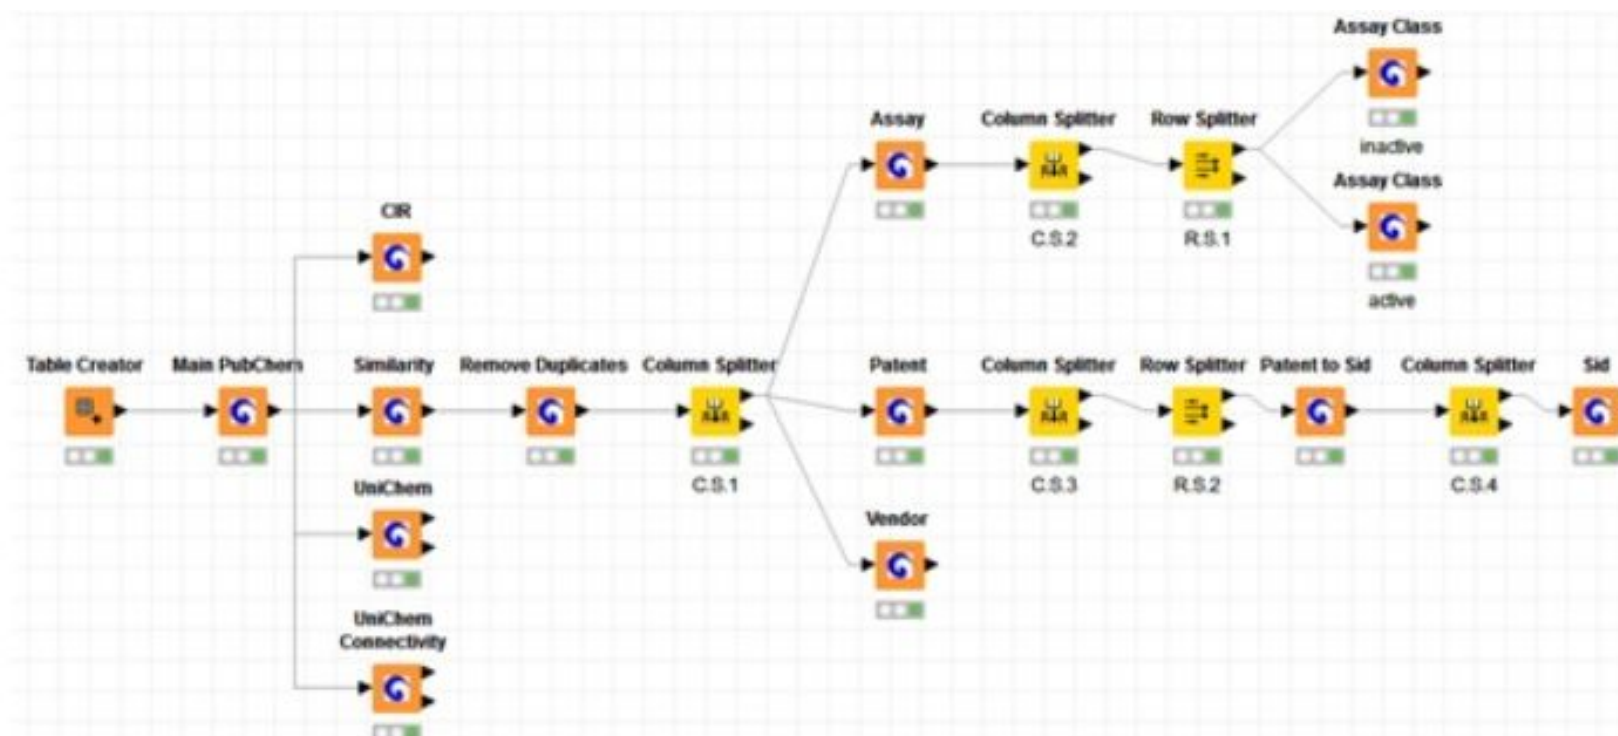 Assay Class
inactive
Assay Class
active
Assay
Column Splitter
C.S.2
Row Splitter
R.S.1
CIR
Table Creator
Main PubChem
Similarity
Remove Duplicates
Column Splitter
C.S.1
Patent
Column Splitter
C.S.3
Row Splitter
R.S.2
Patent to Sid
Column Splitter
C.S.4
Sid
UniChem
Vendor
UniChem
Connectivity